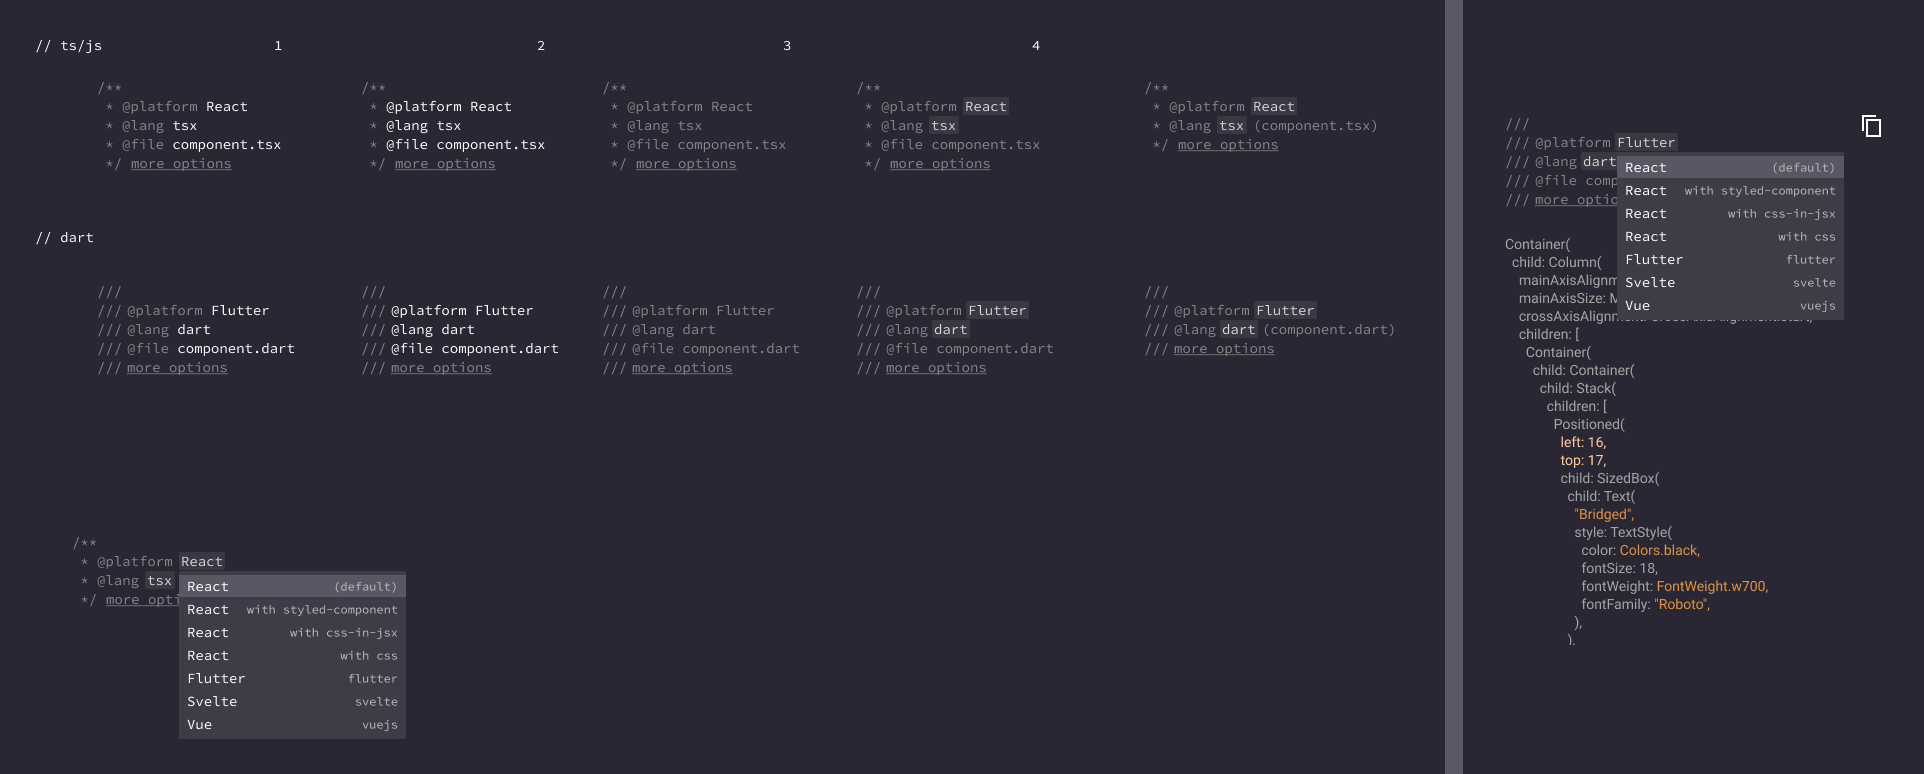 // ts/js
1
2
3
4
/**
* @platform React
* @lang tsx
* @file component.tsx
*/ more options
/**
* @platform React
* @lang tsx
* @file component.tsx
*/ more options
/**
* @platform React
* @lang tsx
* @file component.tsx
*/ more options
/**
* @platform React
* @lang tsx
* @file component.tsx
*/ more options
/**
* @platform React
* @lang tsx (component.tsx)
*/ more options
// dart
///
/// @platform Flutter
/// @lang dart
/// @file component.dart
/// more options
///
/// @platform Flutter
/// @lang dart
/// @file component.dart
/// more options
///
/// @platform Flutter
/// @lang dart
/// @file component.dart
/// more options
///
/// @platform Flutter
/// @lang dart
/// @file component.dart
/// more options
///
/// @platform Flutter
/// @lang dart (component.dart)
/// more options
/**
* @platform React
* @lang tsx
*/ more opti
React (default)
React with styled-component
React with css-in-jsx
React with css
Flutter flutter
Svelte svelte
Vue vuejs
///
/// @platform Flutter
/// @lang dart
/// @file comp
/// more optio
React (default)
React with styled-component
React with css-in-jsx
React with css
Flutter flutter
Svelte svelte
Vue vuejs
Container(
child: Column(
mainAxisAlignm
mainAxisSize: M
crossAxisAlignment: CrossAxisAlignment.start,
children: [
Container(
child: Container(
child: Stack(
children: [
Positioned(
left: 16,
top: 17,
child: SizedBox(
child: Text(
"Bridged",
style: TextStyle(
color: Colors.black,
fontSize: 18,
fontWeight: FontWeight.w700,
fontFamily: "Roboto",
),
),